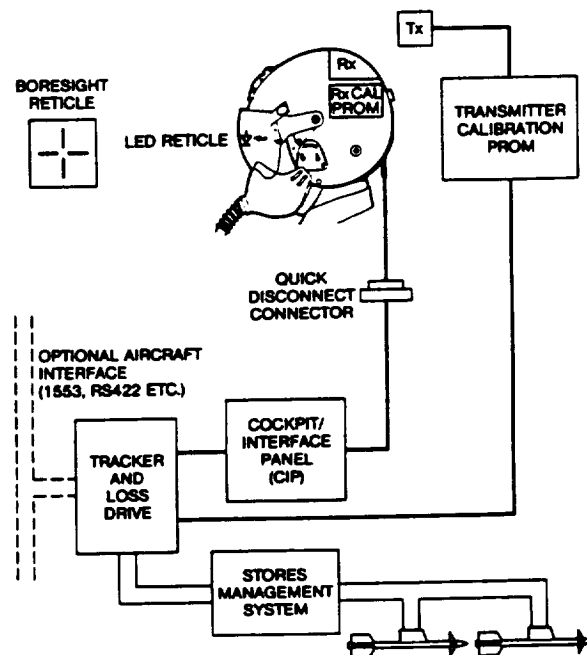 Tx
BORESIGHT
RETICLE
Rx
Rx CAL
PROM
LED RETICLE
TRANSMITTER
CALIBRATION
PROM
QUICK
DISCONNECT
CONNECTOR
OPTIONAL AIRCRAFT
INTERFACE
(1553, RS422 ETC.)
TRACKER
AND
LOSS
DRIVE
COCKPIT/
INTERFACE
PANEL
(CIP)
STORES
MANAGEMENT
SYSTEM